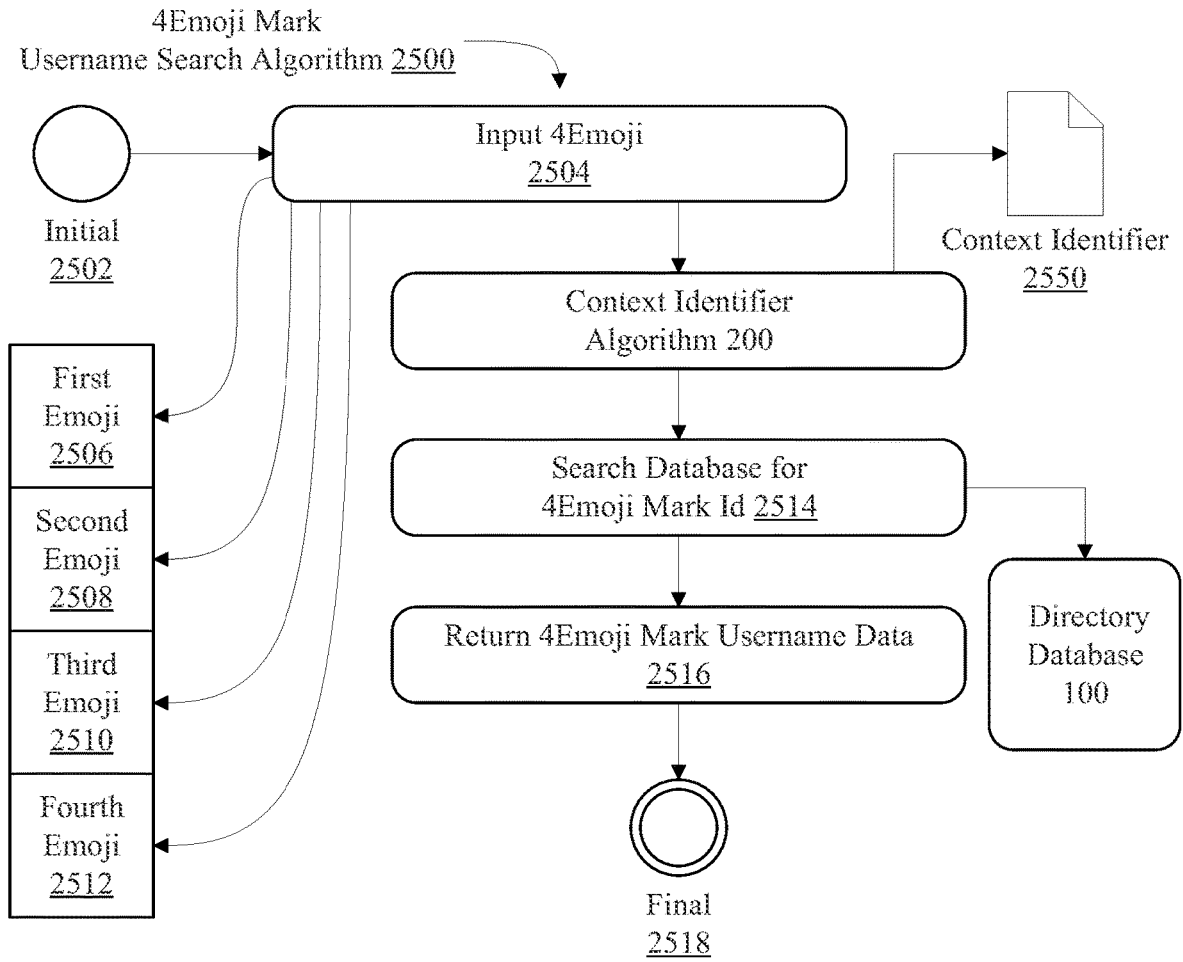 4Emoji Mark
Username Search Algorithm 2500
Input 4Emoji
2504
Initial
2502
Context Identifier
2550
Context Identifier
Algorithm 200
First
Emoji
2506
Second
Emoji
2508
Third
Emoji
2510
Fourth
Emoji
2512
Search Database for
4Emoji Mark Id 2514
Directory
Database
100
Return 4Emoji Mark Username Data
2516
Final
2518